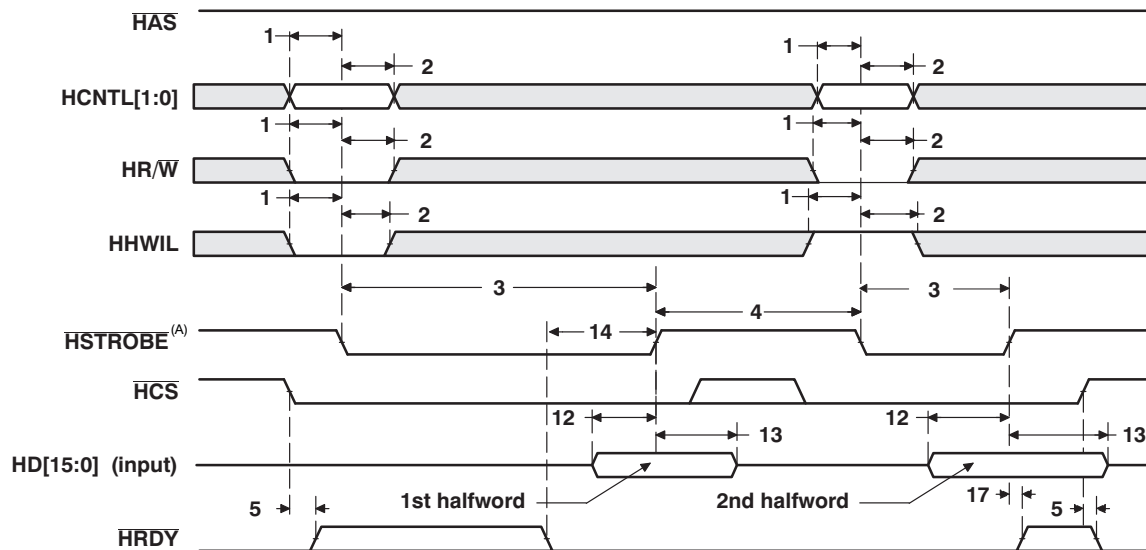 HAS
1
1
2
2
HCNTL[1:0]
1
1
2
2
HR/W
1
1
2
2
HHWIL
3
3
4
14
HSTROBE (A)
HCS
12
12
13
13
HD[15:0] (input)
1st halfword
2nd halfword
5
17
5
HRDY